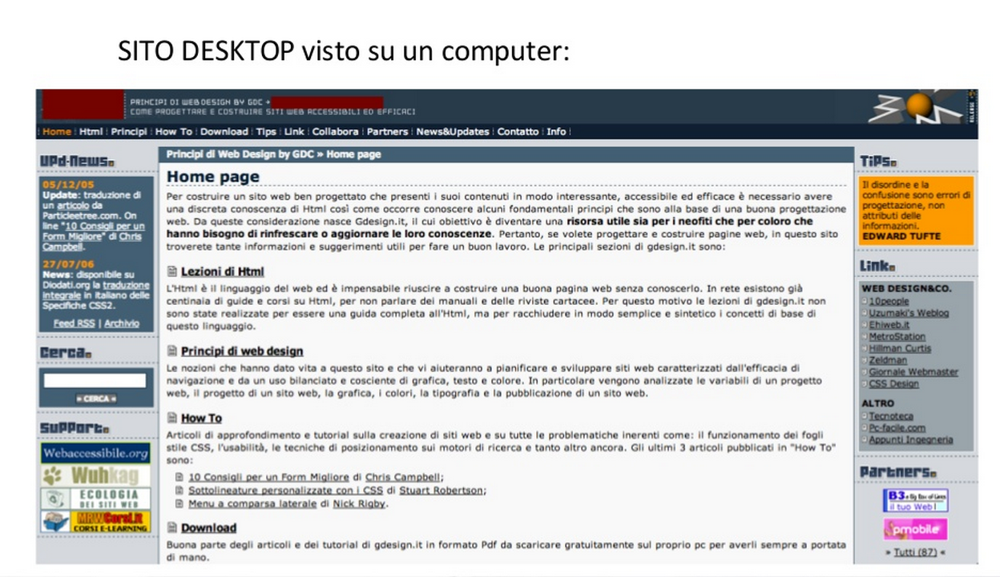 SITO DESKTOP visto su un computer:
PRINCIPI DI WEB DESIGN BY GDC +
COME PROGETTARE E COSTRUIRE SITI WEB ACCESSIBILI ED EFFICACI
Home Html Principi How To Download Tips Link Collabora Partners News&Updates Contatto Info
UPd-News
05/12/05
Update: traduzione di
un articolo da
Particletree.com. On
line "10 Consigli per un
Form Migliore" di Chris
Campbell.
27/07/06
News: disponibile su
Diodati.org la traduzione
integrale in italiano delle
Specifiche CSS2.
Feed RSS | Archivio
Cerca
» CERCA «
Support
Webaccessibile.org
Wuhkag
ECOLOGIA
DEI SITI WEB
MRWCorsi.it
CORSI E-LEARNING
Principi di Web Design by GDC » Home page
Home page
Per costruire un sito web ben progettato che presenti i suoi contenuti in modo interessante, accessibile ed efficace è necessario avere
una discreta conoscenza di Html così come occorre conoscere alcuni fondamentali principi che sono alla base di una buona progettazione
web. Da queste considerazione nasce Gdesign.it, il cui obiettivo è diventare una risorsa utile sia per i neofiti che per coloro che
hanno bisogno di rinfrescare o aggiornare le loro conoscenze. Pertanto, se volete progettare e costruire pagine web, in questo sito
troverete tante informazioni e suggerimenti utili per fare un buon lavoro. Le principali sezioni di gdesign.it sono:
Lezioni di Html
L'Html è il linguaggio del web ed è impensabile riuscire a costruire una buona pagina web senza conoscerlo. In rete esistono già
centinaia di guide e corsi su Html, per non parlare dei manuali e delle riviste cartacee. Per questo motivo le lezioni di gdesign.it non
sono state realizzate per essere una guida completa all'Html, ma per racchiudere in modo semplice e sintetico i concetti di base di
questo linguaggio.
Principi di web design
Le nozioni che hanno dato vita a questo sito e che vi aiuteranno a pianificare e sviluppare siti web caratterizzati dall'efficacia di
navigazione e da un uso bilanciato e cosciente di grafica, testo e colore. In particolare vengono analizzate le variabili di un progetto
web, il progetto di un sito web, la grafica, i colori, la tipografia e la pubblicazione di un sito web.
How To
Articoli di approfondimento e tutorial sulla creazione di siti web e su tutte le problematiche inerenti come: il funzionamento dei fogli
stile CSS, l'usabilità, le tecniche di posizionamento sui motori di ricerca e tanto altro ancora. Gli ultimi 3 articoli pubblicati in "How To"
sono:
10 Consigli per un Form Migliore di Chris Campbell;
Sottolineature personalizzate con i CSS di Stuart Robertson;
Menu a comparsa laterale di Nick Rigby.
Download
Buona parte degli articoli e dei tutorial di gdesign.it in formato Pdf da scaricare gratuitamente sul proprio pc per averli sempre a portata
di mano.
TiPs
Il disordine e la
confusione sono errori di
progettazione, non
attributi delle
informazioni.
EDWARD TUFTE
Link
WEB DESIGN&CO.
10people
Uzumaki's Weblog
Ehiweb.it
MetroStation
Hillman Curtis
Zeldman
Giornale Webmaster
CSS Design
ALTRO
Tecnoteca
Pc-facile.com
Appunti Ingegneria
Partners
B3 a Big Box of Lines
il tuo Web!
pmobile
» Tutti (87) «